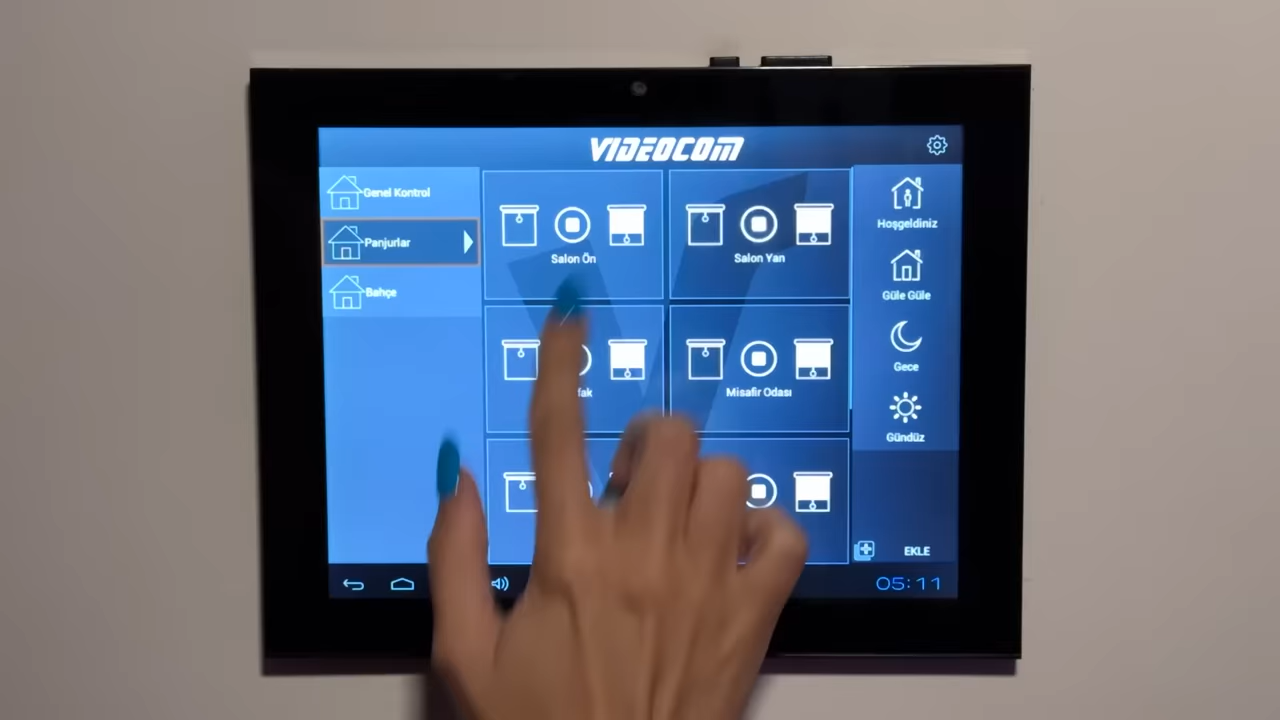 VIDEOCOM
Genel Kontrol
Panjurlar
Bahçe
Salon Ön
Salon Yan
Misafir Odası
Hoşgeldiniz
Güle Güle
Gece
Gündüz
EKLE
05:11